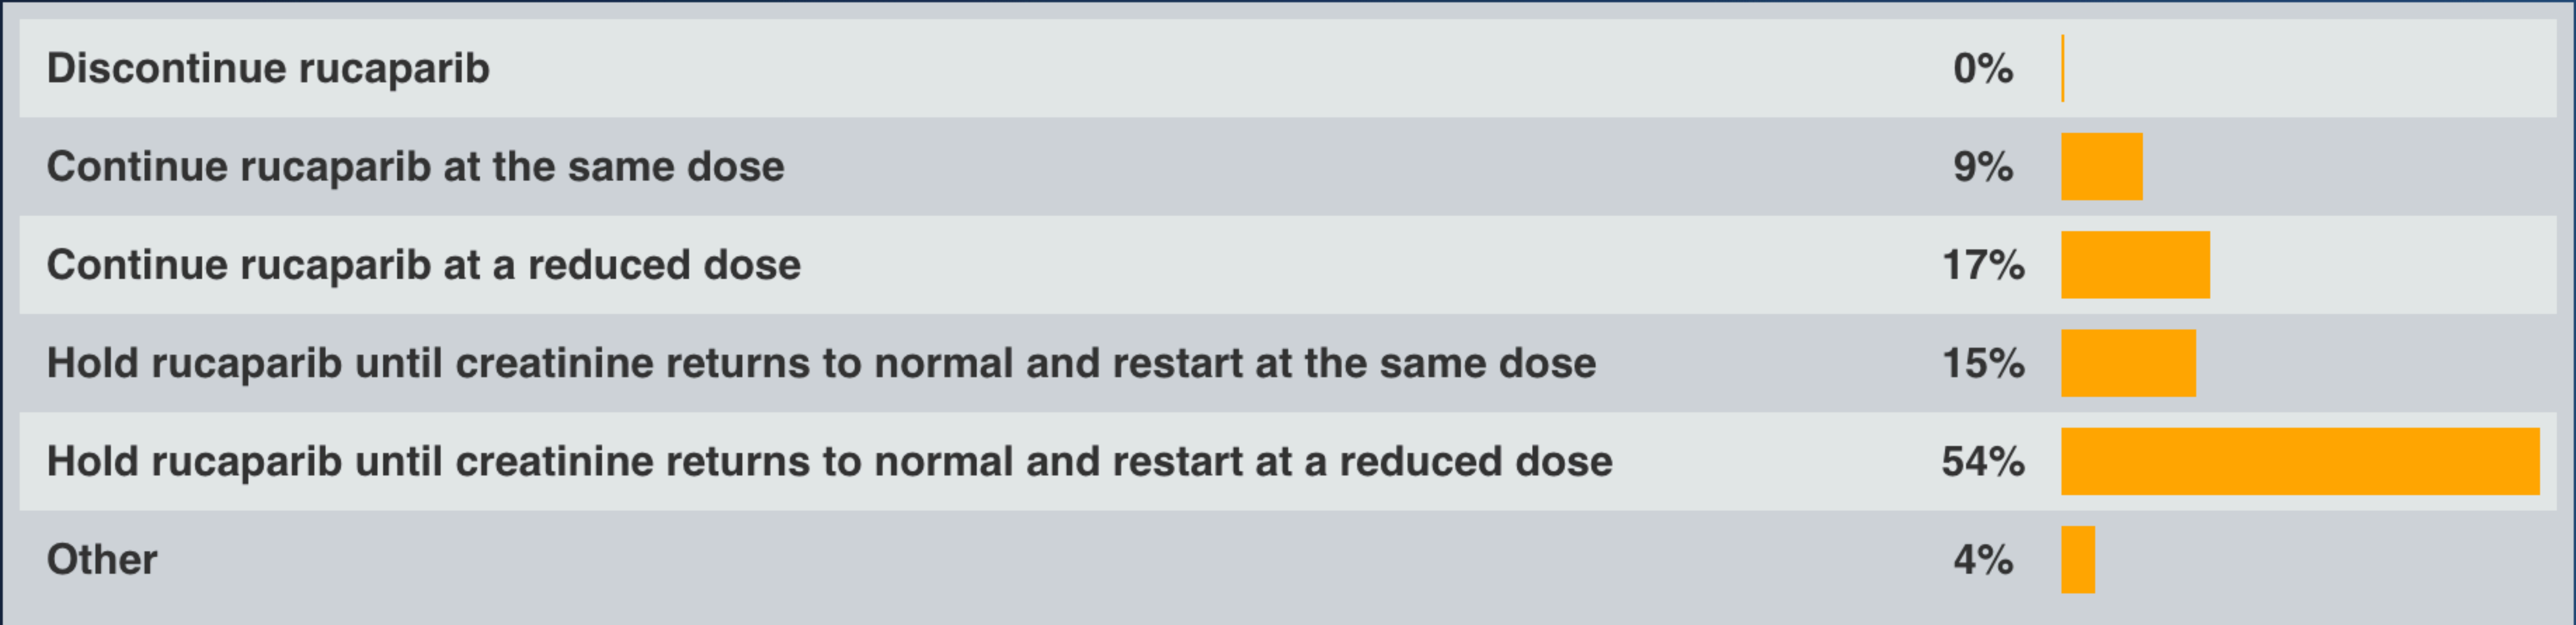 Discontinue rucaparib 0%
Continue rucaparib at the same dose 9%
Continue rucaparib at a reduced dose 17%
Hold rucaparib until creatinine returns to normal and restart at the same dose 15%
Hold rucaparib until creatinine returns to normal and restart at a reduced dose 54%
Other 4%